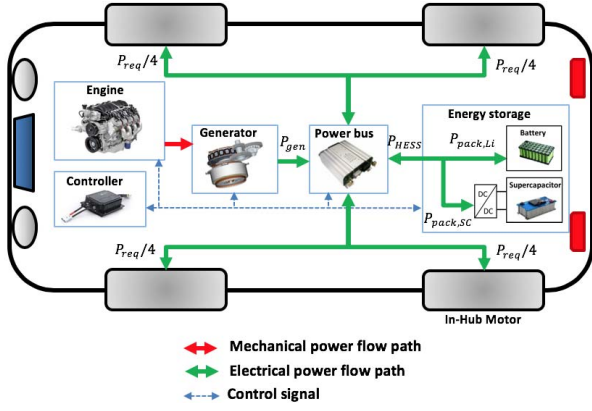 P_req/4
P_req/4
Engine
Generator
P_gen
Power bus
P_HESS
Energy storage
P_pack,Li
Battery
Controller
DC
DC
Supercapacitor
P_pack,SC
P_req/4
P_req/4
In-Hub Motor
Mechanical power flow path
Electrical power flow path
Control signal